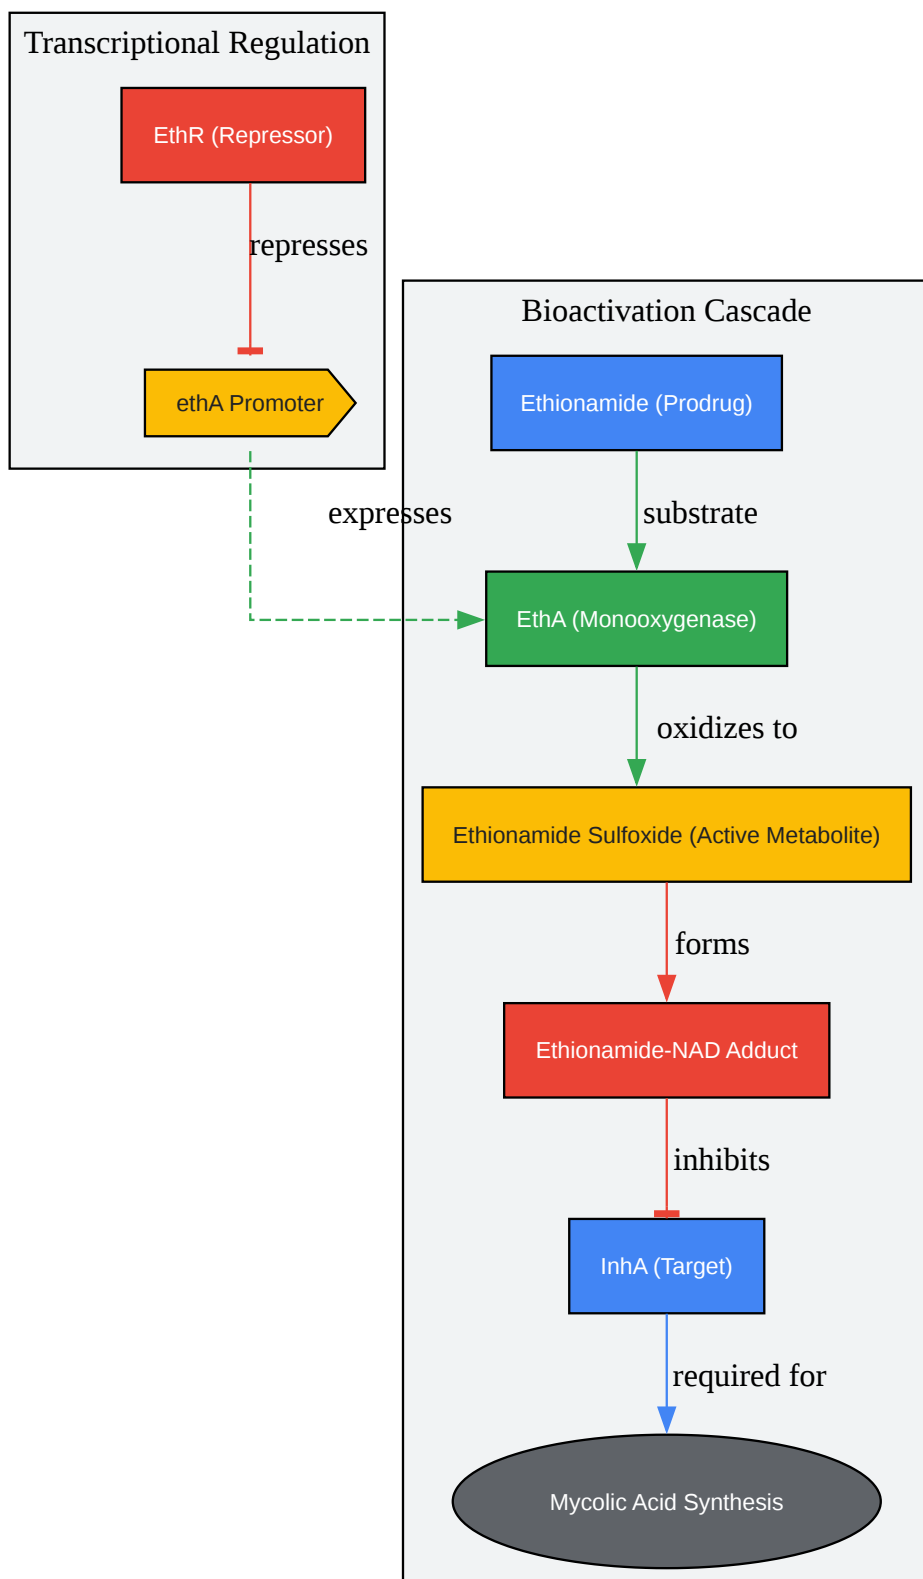 Transcriptional Regulation
EthR (Repressor)
represses
ethA Promoter
expresses
Bioactivation Cascade
Ethionamide (Prodrug)
substrate
EthA (Monooxygenase)
oxidizes to
Ethionamide Sulfoxide (Active Metabolite)
forms
Ethionamide-NAD Adduct
inhibits
InhA (Target)
required for
Mycolic Acid Synthesis